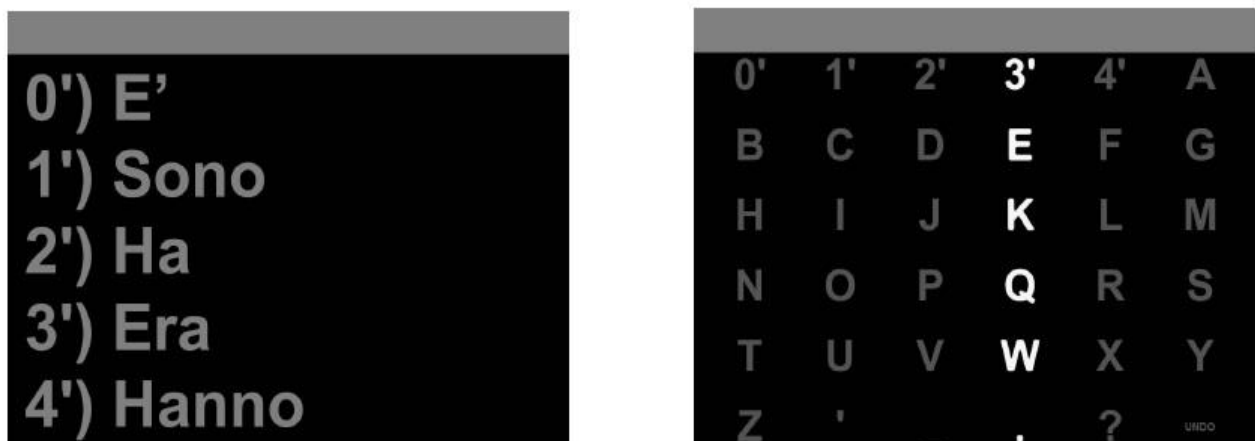 0') E’
1') Sono
2') Ha
3') Era
4') Hanno
0' 1' 2' 3' 4' A
B C D E F G
H I J K L M
N O P Q R S
T U V W X Y
Z ' . ? UNDO